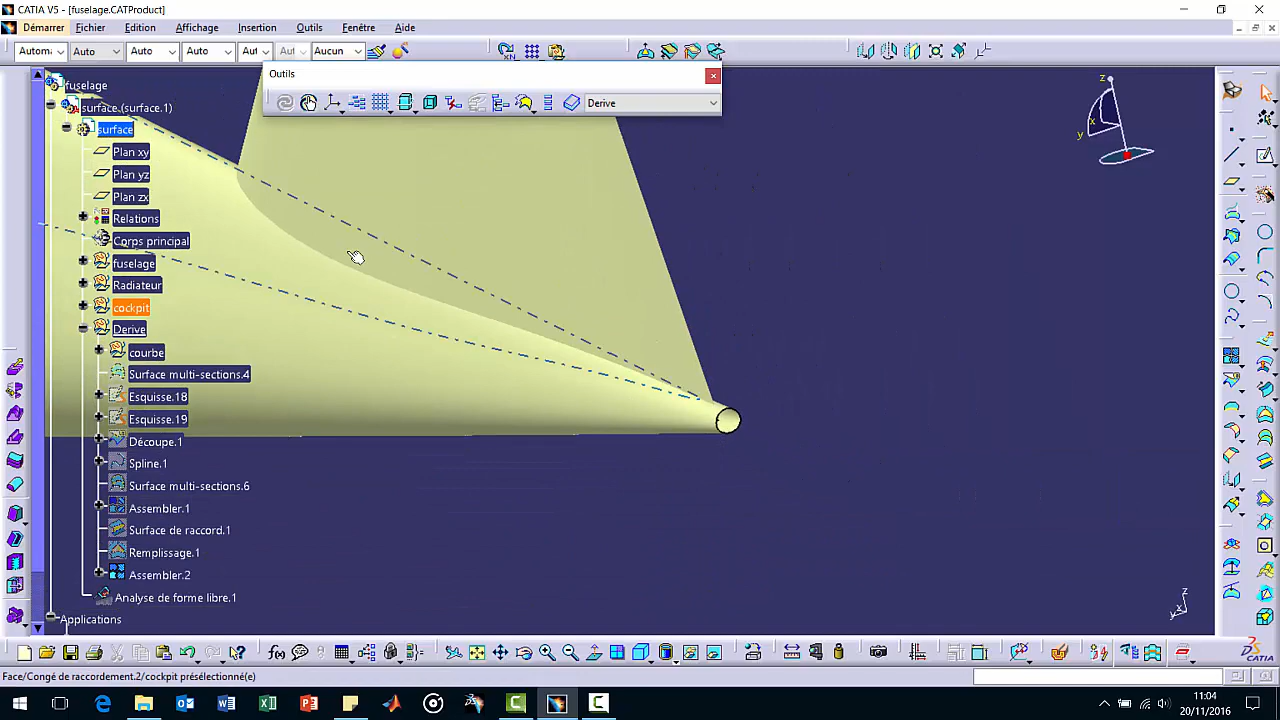 CATIA V5 - [fuselage.CATProduct]
Démarrer Fichier Edition Affichage Insertion Outils Fenêtre Aide
Automa Auto Auto Auto Aut Aut Aucun
Outils
Derive
fuselage
surface.(surface.1)
surface
Plan xy
Plan yz
Plan zx
Relations
Corps principal
fuselage
Radiateur
cockpit
Derive
courbe
Surface multi-sections.4
Esquisse.18
Esquisse.19
Découpe.1
Spline.1
Surface multi-sections.6
Assembler.1
Surface de raccord.1
Remplissage.1
Assembler.2
Analyse de forme libre.1
Applications
z
x
y
z
x
y
f(x)
DS CATIA
Face/Congé de raccordement.2/cockpit présélectionné(e)
11:04
20/11/2016